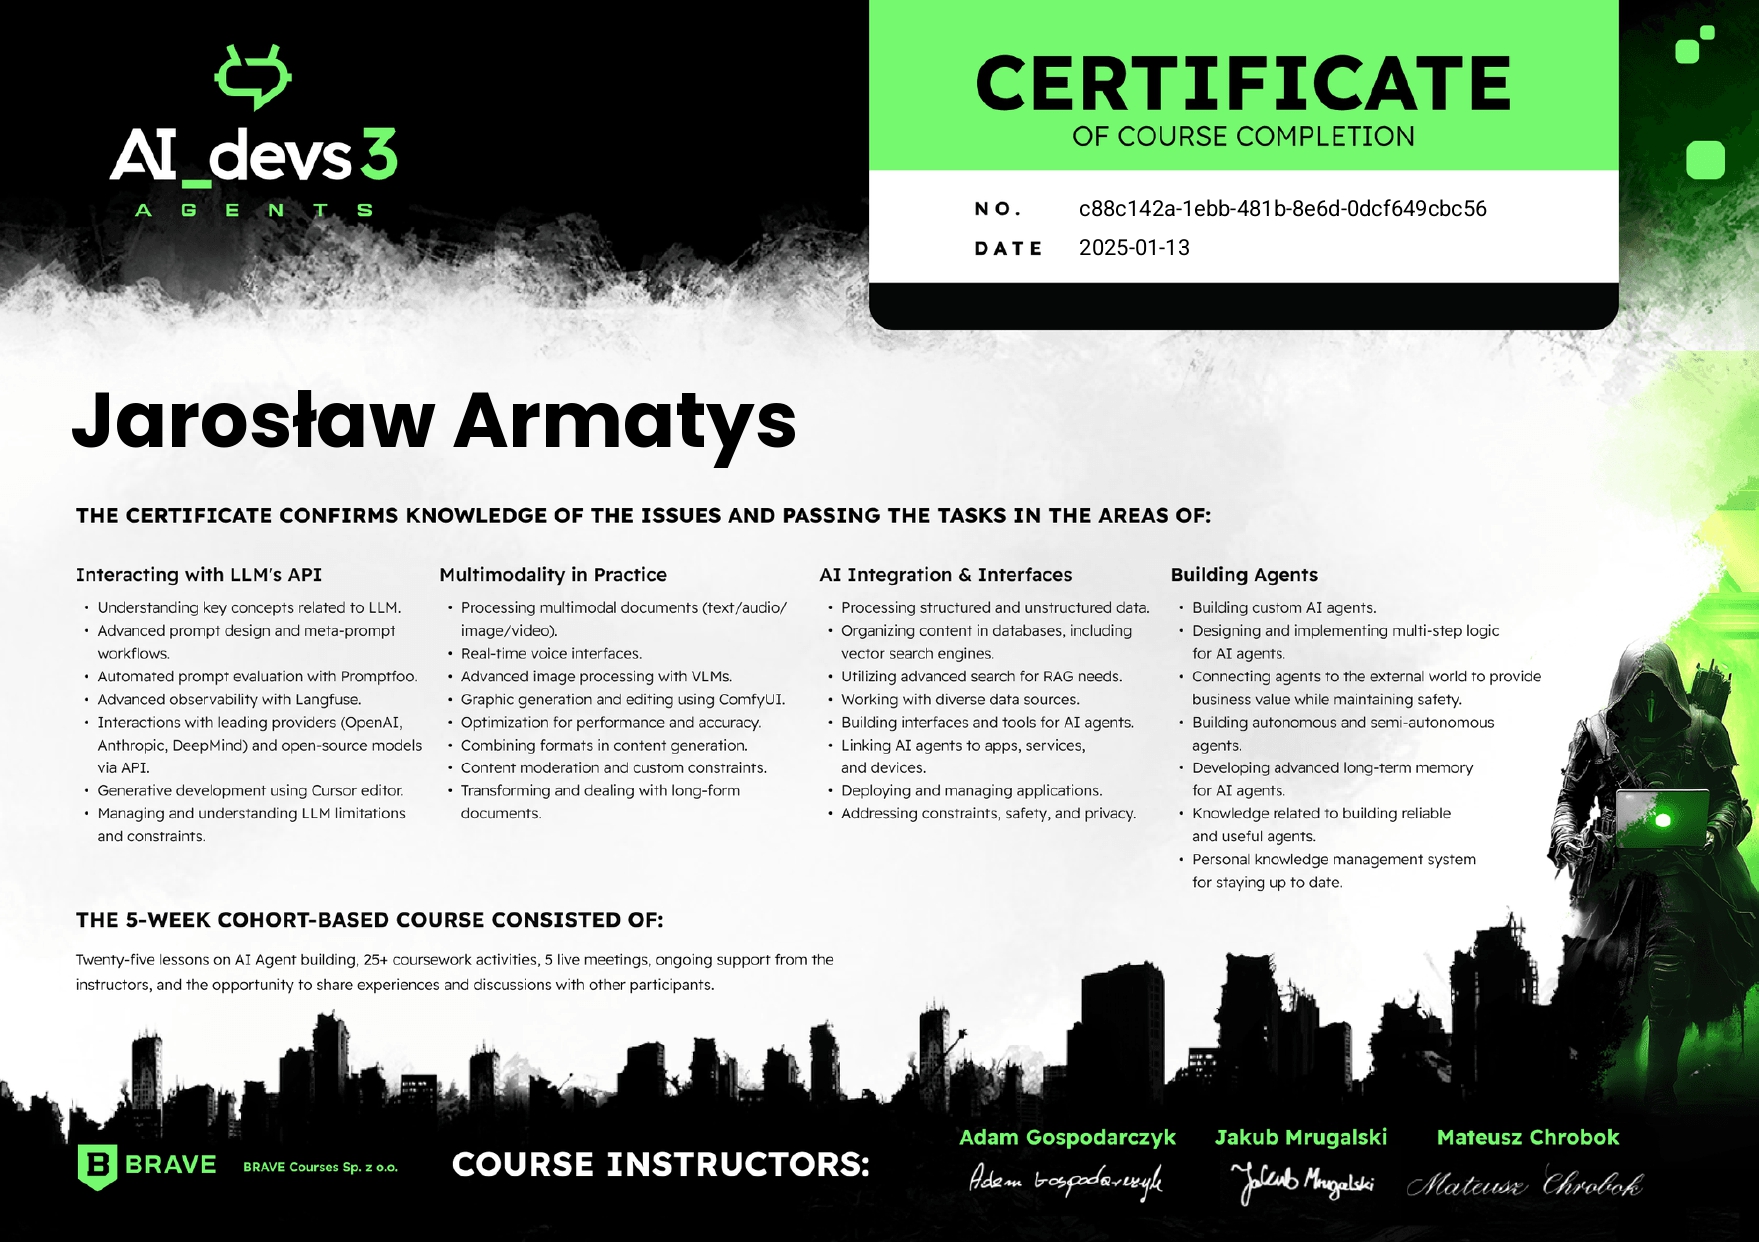 AI_devs 3
AGENTS
CERTIFICATE
OF COURSE COMPLETION
NO. c88c142a-1ebb-481b-8e6d-0dcf649cbc56
DATE 2025-01-13
Jarosław Armatys
THE CERTIFICATE CONFIRMS KNOWLEDGE OF THE ISSUES AND PASSING THE TASKS IN THE AREAS OF:
Interacting with LLM's API
• Understanding key concepts related to LLM.
• Advanced prompt design and meta-prompt
workflows.
• Automated prompt evaluation with Promptfoo.
• Advanced observability with Langfuse.
• Interactions with leading providers (OpenAI,
Anthropic, DeepMind) and open-source models
via API.
• Generative development using Cursor editor.
• Managing and understanding LLM limitations
and constraints.
Multimodality in Practice
• Processing multimodal documents (text/audio/
image/video).
• Real-time voice interfaces.
• Advanced image processing with VLMs.
• Graphic generation and editing using ComfyUI.
• Optimization for performance and accuracy.
• Combining formats in content generation.
• Content moderation and custom constraints.
• Transforming and dealing with long-form
documents.
AI Integration & Interfaces
• Processing structured and unstructured data.
• Organizing content in databases, including
vector search engines.
• Utilizing advanced search for RAG needs.
• Working with diverse data sources.
• Building interfaces and tools for AI agents.
• Linking AI agents to apps, services,
and devices.
• Deploying and managing applications.
• Addressing constraints, safety, and privacy.
Building Agents
• Building custom AI agents.
• Designing and implementing multi-step logic
for AI agents.
• Connecting agents to the external world to provide
business value while maintaining safety.
• Building autonomous and semi-autonomous
agents.
• Developing advanced long-term memory
for AI agents.
• Knowledge related to building reliable
and useful agents.
• Personal knowledge management system
for staying up to date.
THE 5-WEEK COHORT-BASED COURSE CONSISTED OF:
Twenty-five lessons on AI Agent building, 25+ coursework activities, 5 live meetings, ongoing support from the
instructors, and the opportunity to share experiences and discussions with other participants.
B BRAVE
BRAVE Courses Sp. z o.o.
COURSE INSTRUCTORS:
Adam Gospodarczyk
Adam Gospodarczyk
Jakub Mrugalski
Jakub Mrugalski
Mateusz Chrobok
Mateusz Chrobok